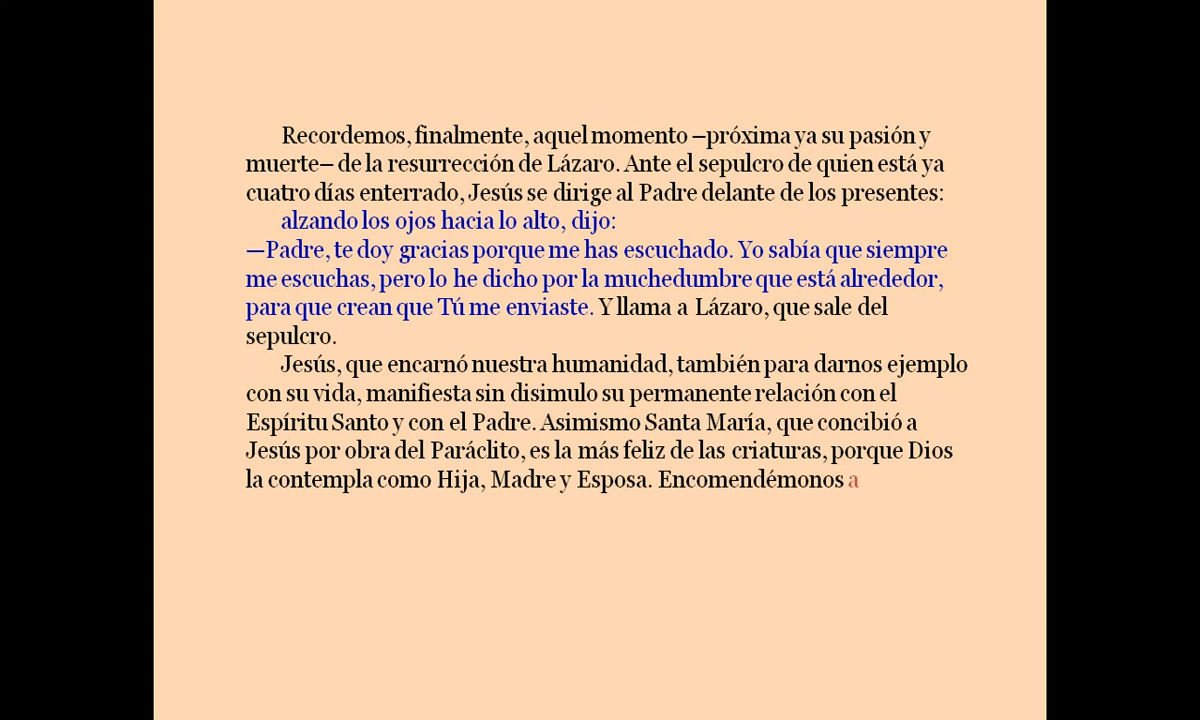 Recordemos, finalmente, aquel momento –próxima ya su pasión y
muerte– de la resurrección de Lázaro. Ante el sepulcro de quien está ya
cuatro días enterrado, Jesús se dirige al Padre delante de los presentes:
alzando los ojos hacia lo alto, dijo:
—Padre, te doy gracias porque me has escuchado. Yo sabía que siempre
me escuchas, pero lo he dicho por la muchedumbre que está alrededor,
para que crean que Tú me enviaste. Y llama a Lázaro, que sale del
sepulcro.
Jesús, que encarnó nuestra humanidad, también para darnos ejemplo
con su vida, manifiesta sin disimulo su permanente relación con el
Espíritu Santo y con el Padre. Asimismo Santa María, que concibió a
Jesús por obra del Paráclito, es la más feliz de las criaturas, porque Dios
la contempla como Hija, Madre y Esposa. Encomendémonos a